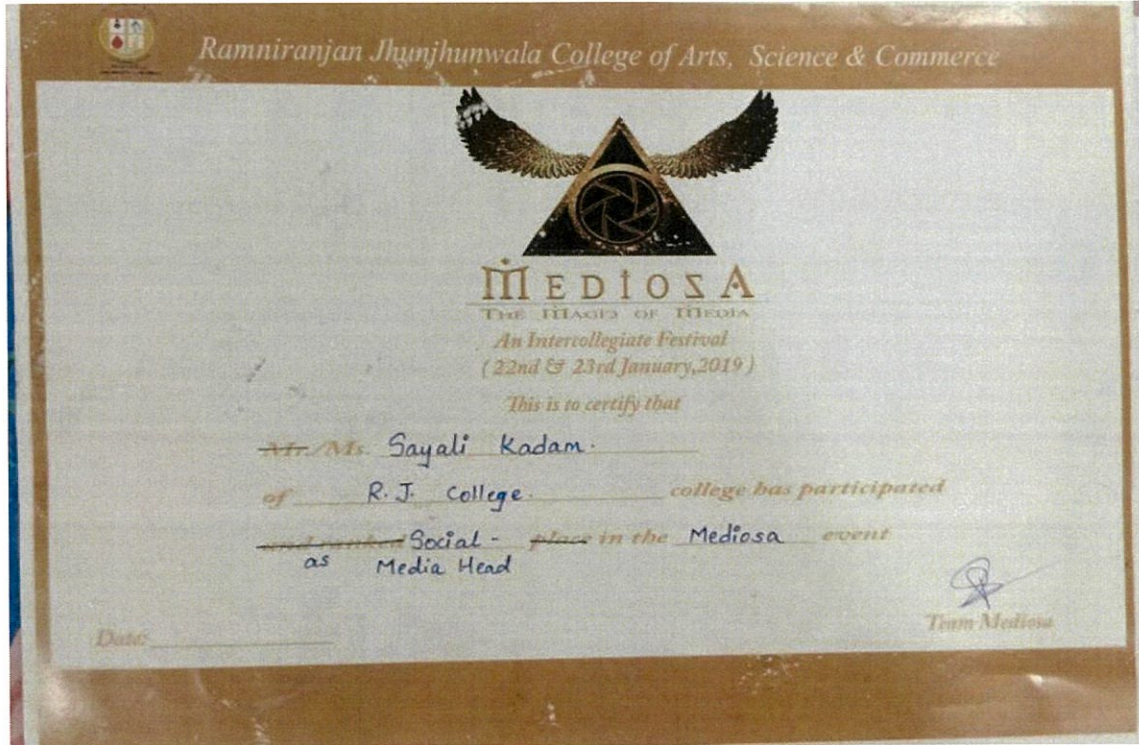 Ramniranjan Jhunjhunwala College of Arts, Science & Commerce
MEDIOSA
THE MAGIC OF MEDIA
An Intercollegiate Festival
( 22nd & 23rd January,2019 )
This is to certify that
Mr./Ms. Sayali Kadam.
of R. J. College. college has participated
and ranked Social - place in the Mediosa event
as Media Head
Team Mediosa
Date: